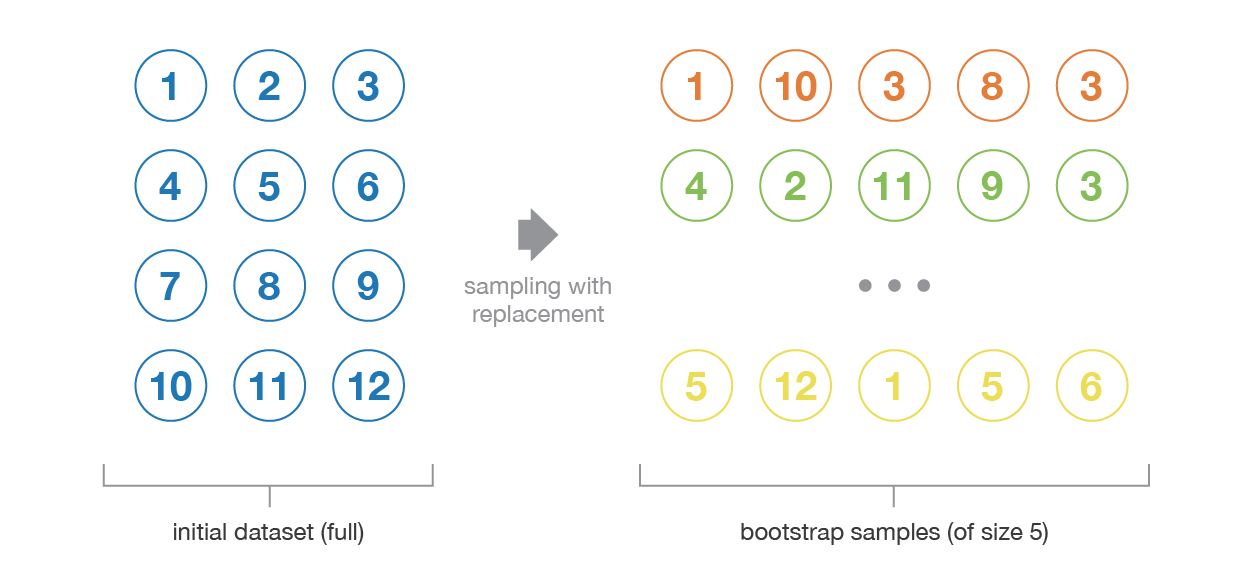 1 2 3
1 10 3 8 3
4 5 6
4 2 11 9 3
7 8 9
sampling with
replacement
10 11 12
5 12 1 5 6
initial dataset (full)
bootstrap samples (of size 5)